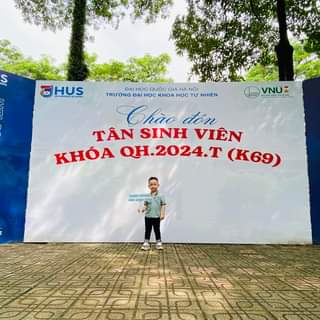 HUS
ĐẠI HỌC QUỐC GIA HÀ NỘI
TRƯỜNG ĐẠI HỌC KHOA HỌC TỰ NHIÊN
VNU
Chào đón
TÂN SINH VIÊN
KHÓA QH.2024.T (K69)
HUS